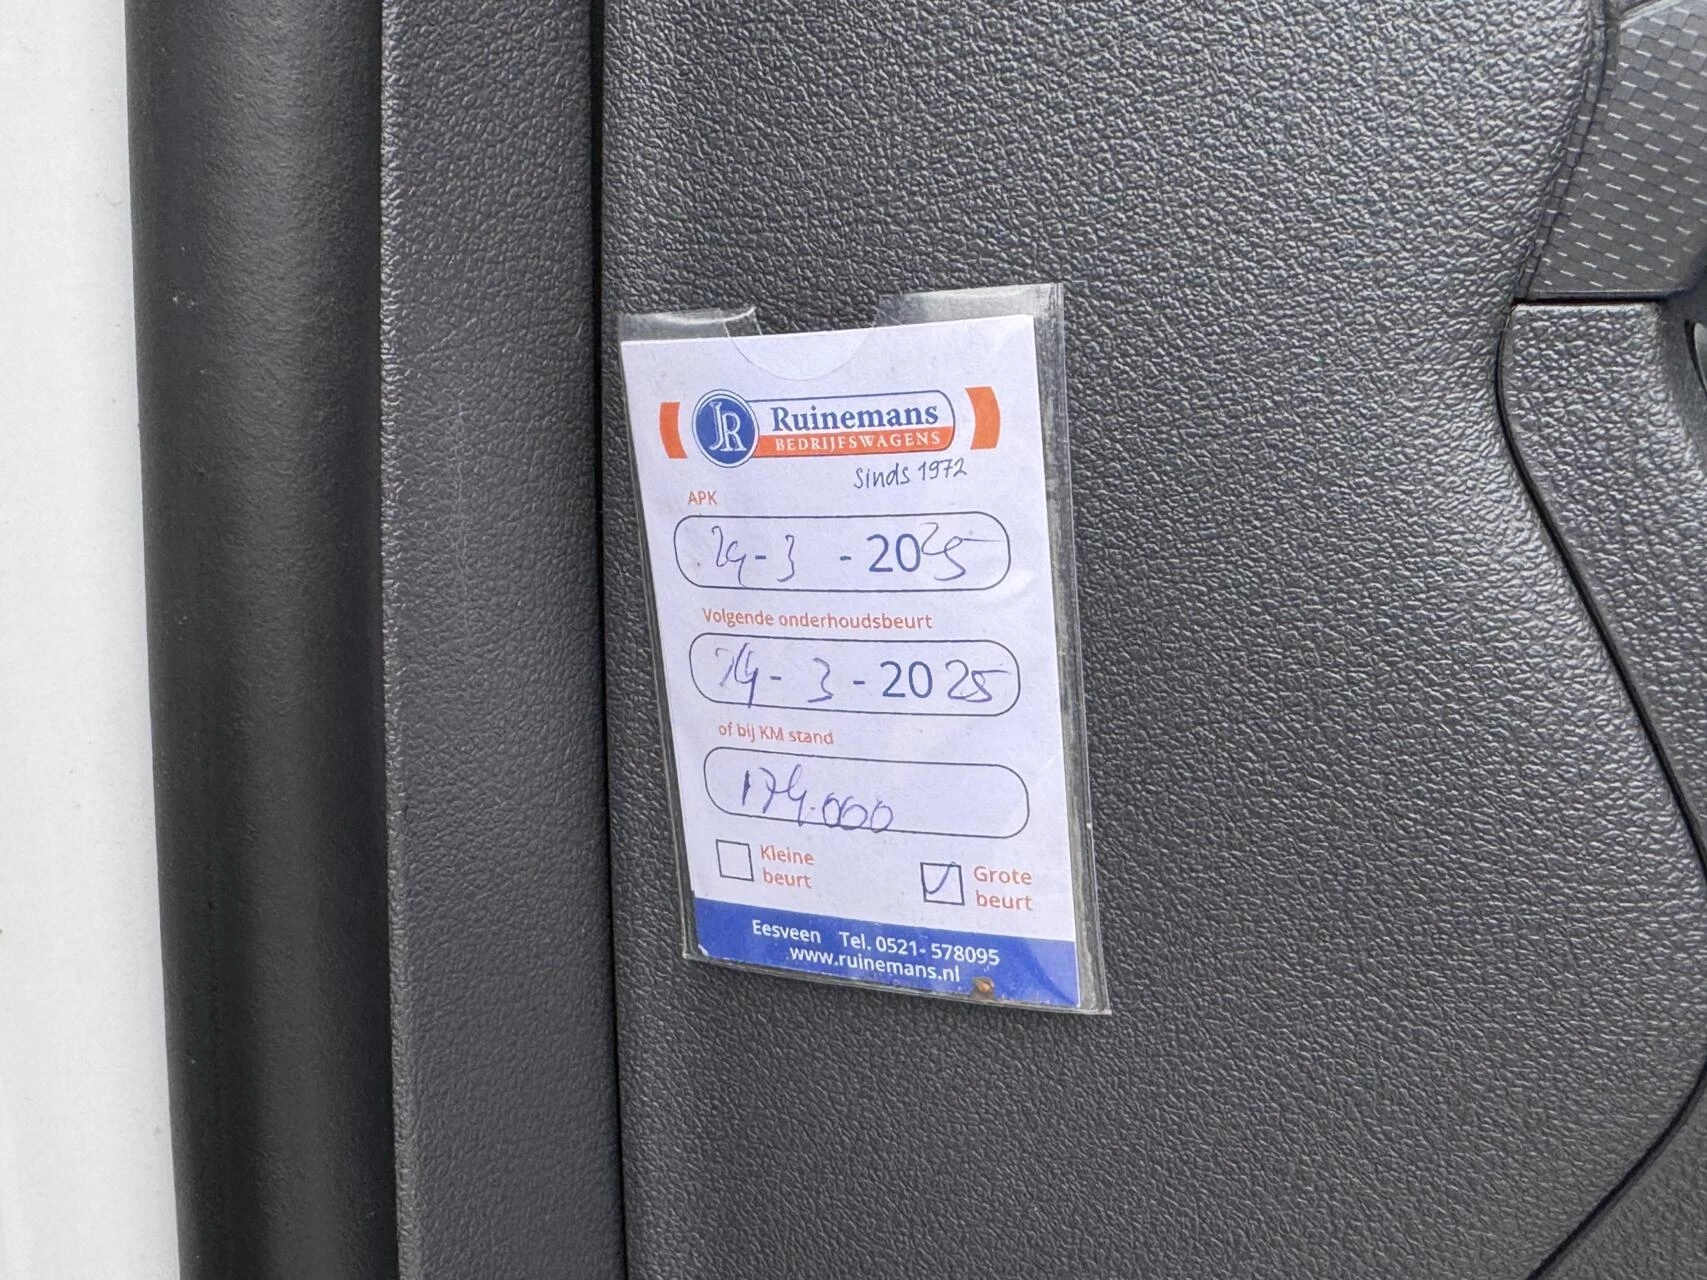 JR Ruinemans
BEDRIJFSWAGENS
Sinds 1972
APK
24-3 - 2025
Volgende onderhoudsbeurt
24-3-2025
of bij KM stand
174.000
Kleine beurt
Grote beurt
Eesveen Tel. 0521-578095
www.ruinemans.nl